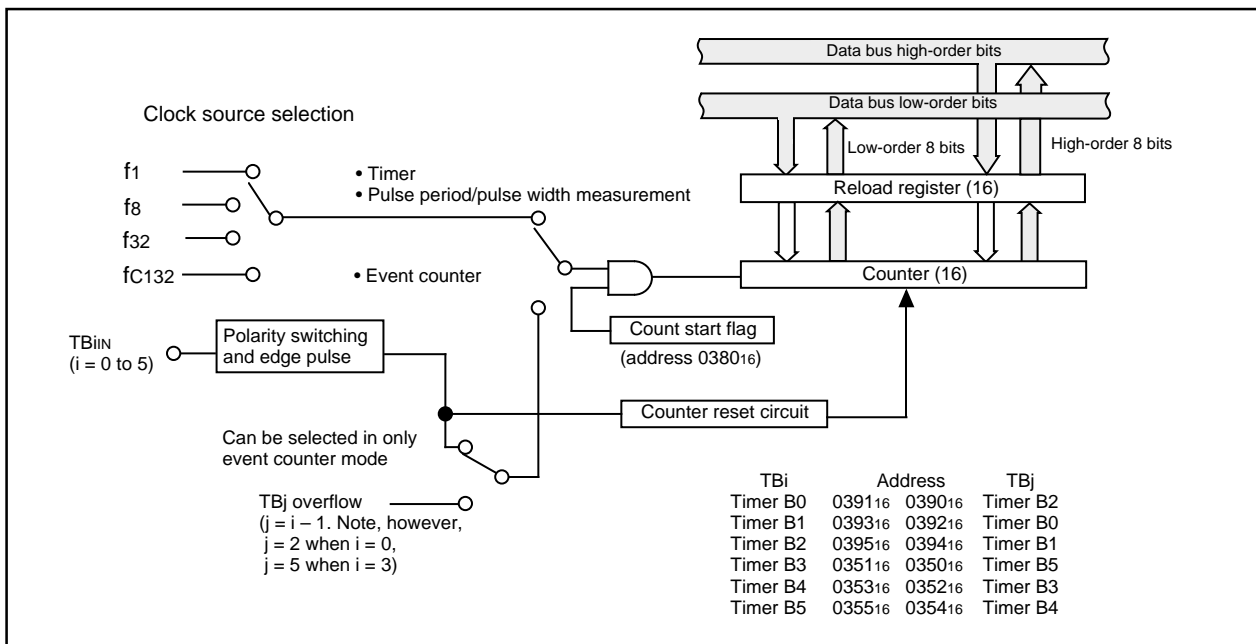 Data bus high-order bits
Data bus low-order bits
Clock source selection
Low-order 8 bits
High-order 8 bits
f1
• Timer
• Pulse period/pulse width measurement
Reload register (16)
f8
f32
fC132
• Event counter
Counter (16)
TBiIN
(i = 0 to 5)
Polarity switching
and edge pulse
Count start flag
(address 038016)
Counter reset circuit
Can be selected in only
event counter mode
TBj overflow
(j = i – 1. Note, however,
j = 2 when i = 0,
j = 5 when i = 3)
TBi Address TBj
Timer B0 039116 039016 Timer B2
Timer B1 039316 039216 Timer B0
Timer B2 039516 039416 Timer B1
Timer B3 035116 035016 Timer B5
Timer B4 035316 035216 Timer B3
Timer B5 035516 035416 Timer B4